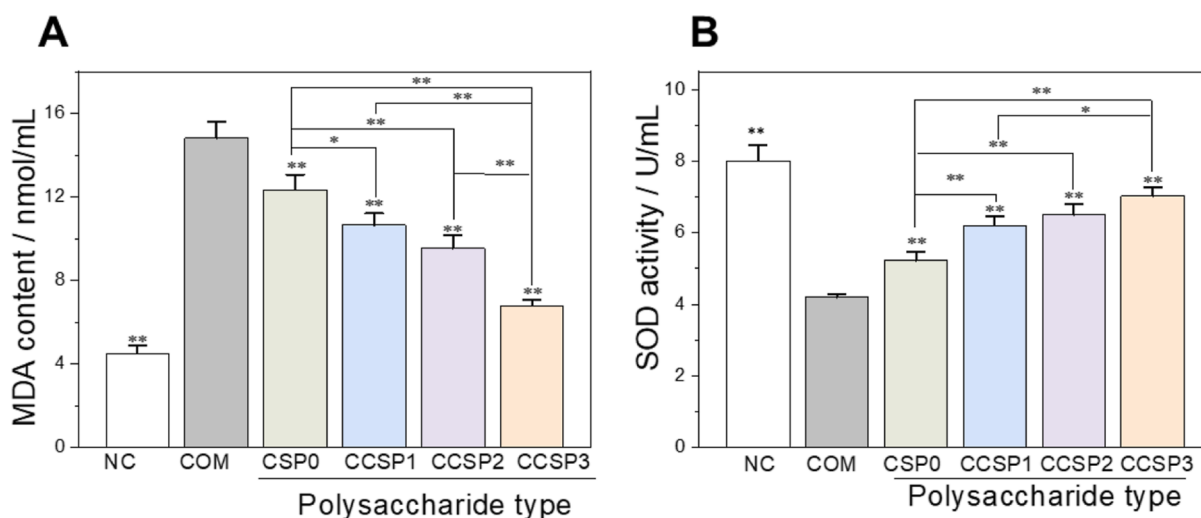 A
MDA content / nmol/mL
16
12
8
4
0
**
**
**
*
**
**
**
**
**
**
NC
COM
CSP0
CCSP1
CCSP2
CCSP3
Polysaccharide type
B
SOD activity / U/mL
10
8
6
4
2
0
**
**
*
**
**
**
**
**
**
NC
COM
CSP0
CCSP1
CCSP2
CCSP3
Polysaccharide type